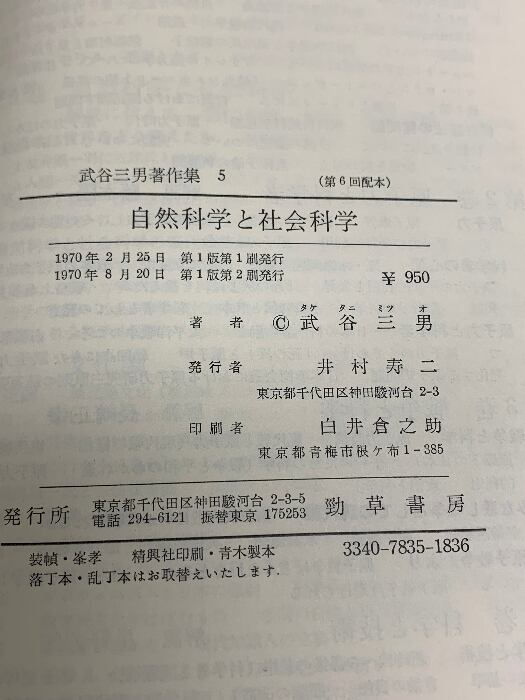 武谷三男著作集 5 (第6回配本)
自然科学と社会科学
1970年2月25日 第1版第1刷発行
1970年8月20日 第1版第2刷発行
¥ 950
タケ タニ ミツ オ
著者 © 武谷三男
発行者 井村寿二
東京都千代田区神田駿河台 2-3
印刷者 白井倉之助
東京都青梅市根ケ布1-385
発行所 東京都千代田区神田駿河台 2-3-5 勁草書房
電話 294-6121 振替東京 175253
装幀・峯孝 精興社印刷・青木製本 3340-7835-1836
落丁本・乱丁本はお取替えいたします.